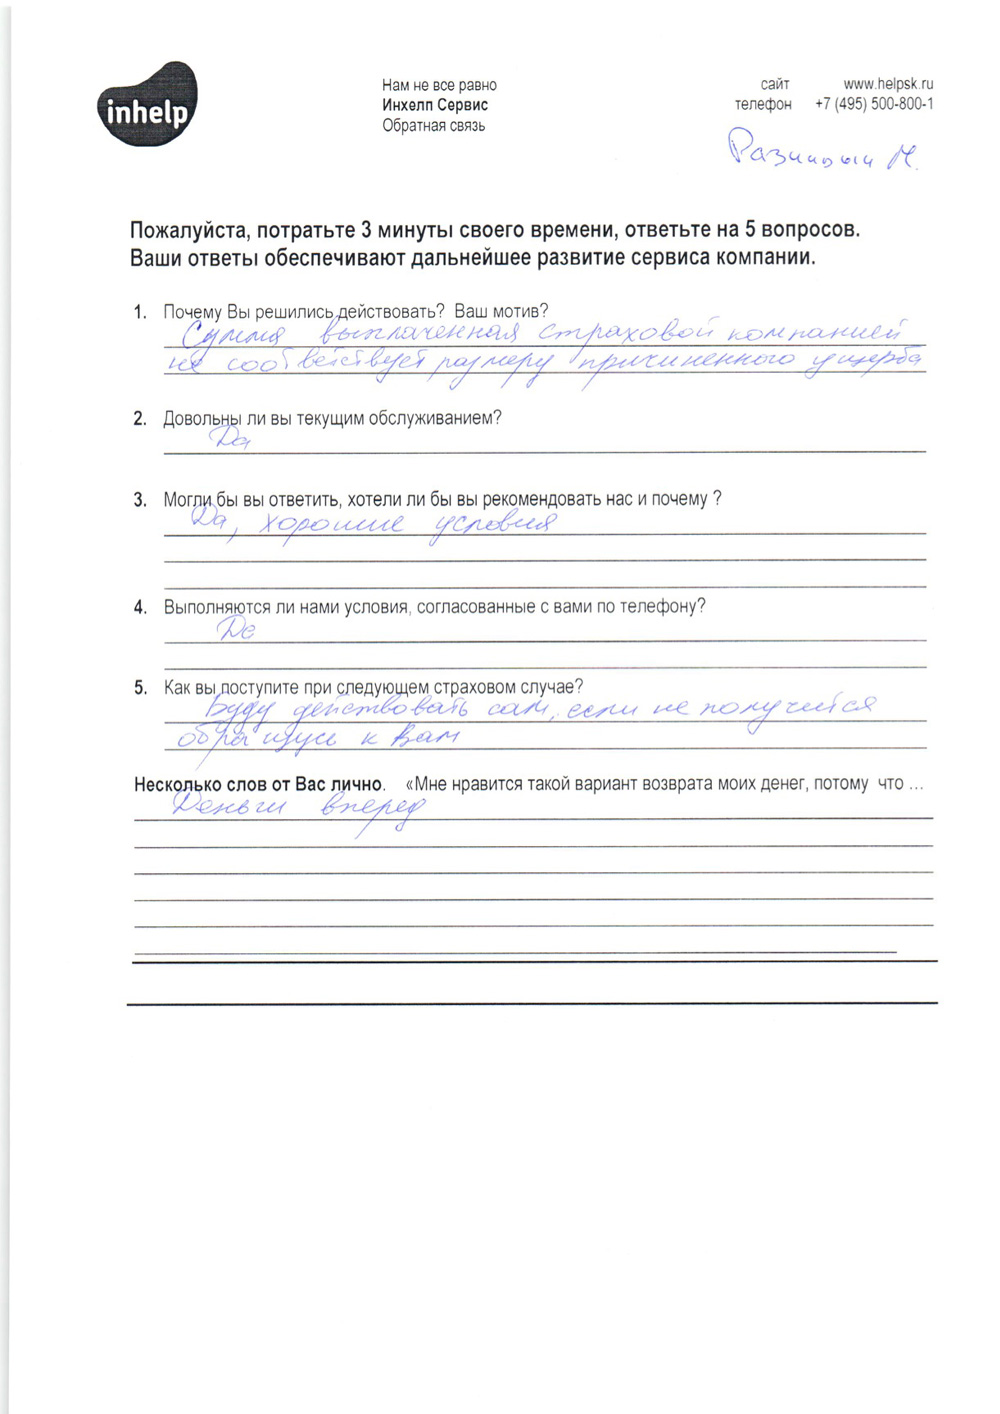 inhelp
Нам не все равно
Инхелп Сервис
Обратная связь
сайт www.helpsk.ru
телефон +7 (495) 500-800-1
М.
Пожалуйста, потратьте 3 минуты своего времени, ответьте на 5 вопросов.
Ваши ответы обеспечивают дальнейшее развитие сервиса компании.
1. Почему Вы решились действовать? Ваш мотив?
Сумма выплаченная страховой компанией
не соответствует размеру причиненного ущерба
2. Довольны ли вы текущим обслуживанием?
Да
3. Могли бы вы ответить, хотели ли бы вы рекомендовать нас и почему ?
Да, хорошие условия
4. Выполняются ли нами условия, согласованные с вами по телефону?
Да
5. Как вы поступите при следующем страховом случае?
Буду действовать сам, если не получится
обращусь к Вам
Несколько слов от Вас лично. «Мне нравится такой вариант возврата моих денег, потому что ...
Деньги вперед